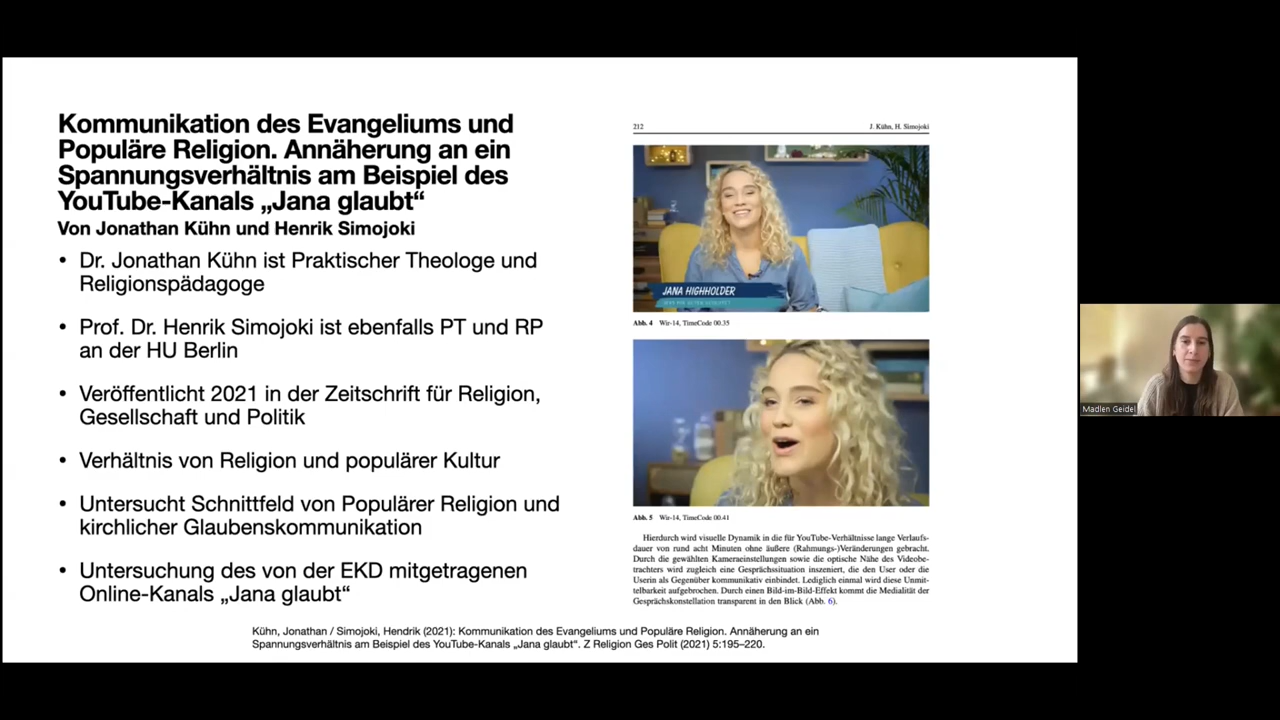 Kommunikation des Evangeliums und
Populäre Religion. Annäherung an ein
Spannungsverhältnis am Beispiel des
YouTube-Kanals „Jana glaubt“
Von Jonathan Kühn und Henrik Simojoki
• Dr. Jonathan Kühn ist Praktischer Theologe und
Religionspädagoge
• Prof. Dr. Henrik Simojoki ist ebenfalls PT und RP
an der HU Berlin
• Veröffentlicht 2021 in der Zeitschrift für Religion,
Gesellschaft und Politik
• Verhältnis von Religion und populärer Kultur
• Untersucht Schnittfeld von Populärer Religion und
kirchlicher Glaubenskommunikation
• Untersuchung des von der EKD mitgetragenen
Online-Kanals „Jana glaubt“
212 J. Kühn, H. Simojoki
JANA HIGHHOLDER
Abb. 4 Wir-14, TimeCode 00.35
Abb. 5 Wir-14, TimeCode 00.41
Hierdurch wird visuelle Dynamik in die für YouTube-Verhältnisse lange Verlaufs-
dauer von rund acht Minuten ohne äußere (Rahmungs-)Veränderungen gebracht.
Durch die gewählten Kameraeinstellungen sowie die optische Nähe des Videobe-
trachters wird zugleich eine Gesprächssituation inszeniert, die den User oder die
Userin als Gegenüber kommunikativ einbindet. Lediglich einmal wird diese Unmit-
telbarkeit aufgebrochen. Durch einen Bild-im-Bild-Effekt kommt die Medialität der
Gesprächskonstellation transparent in den Blick (Abb. 6).
Kühn, Jonathan / Simojoki, Hendrik (2021): Kommunikation des Evangeliums und Populäre Religion. Annäherung an ein
Spannungsverhältnis am Beispiel des YouTube-Kanals „Jana glaubt“. Z Religion Ges Polit (2021) 5:195–220.
Madlen Geidel